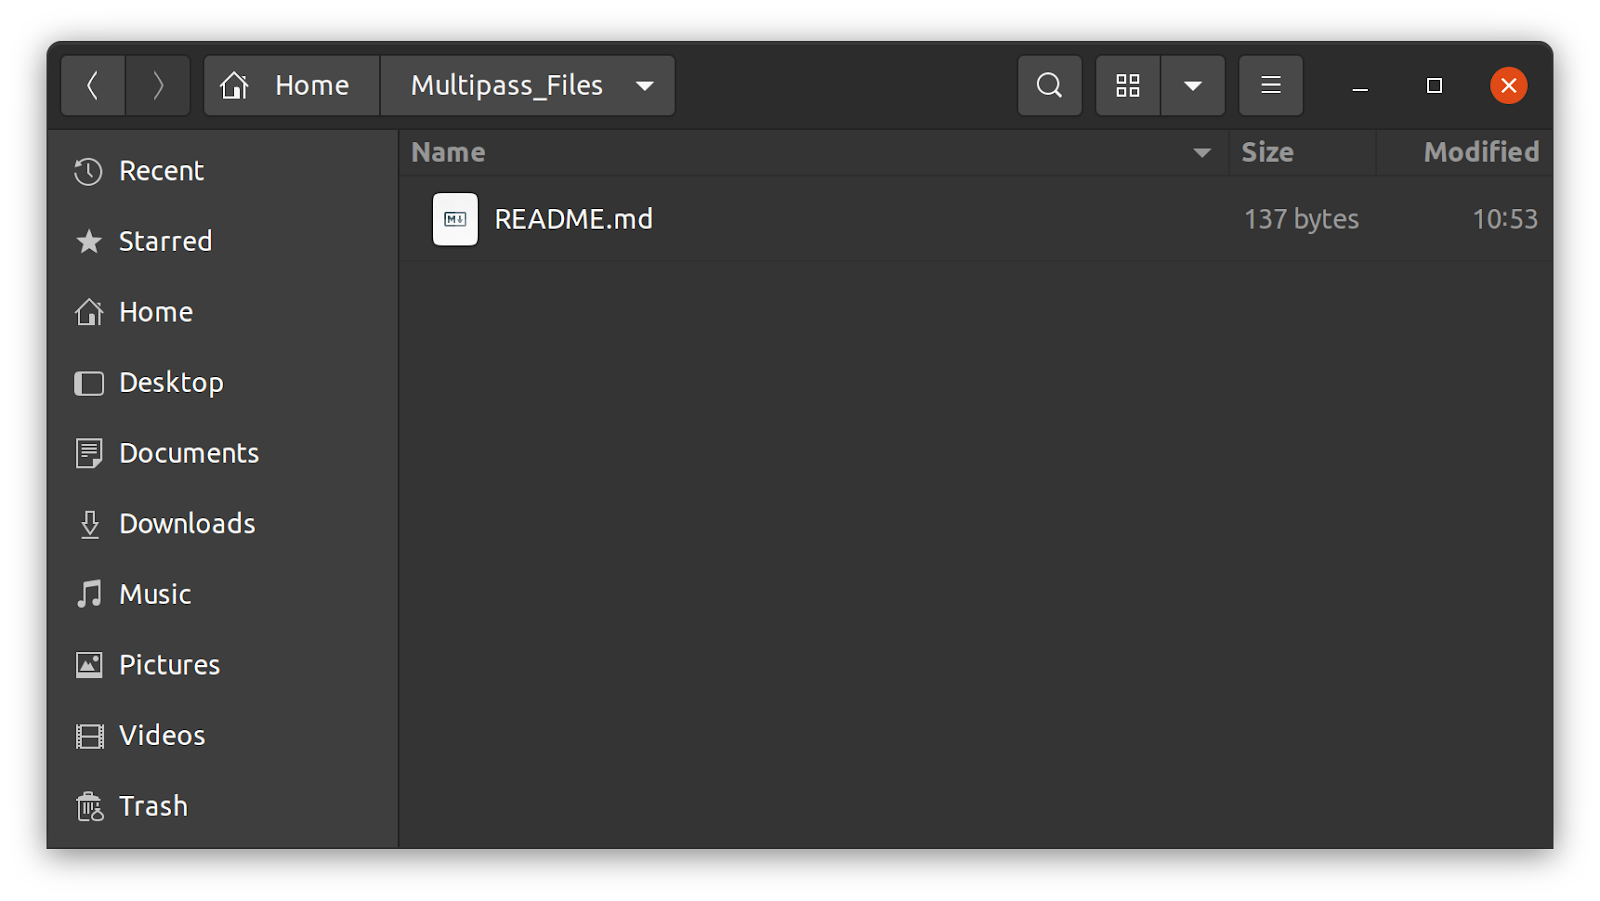 Home Multipass_Files
Name Size Modified
README.md 137 bytes 10:53
Recent
Starred
Home
Desktop
Documents
Downloads
Music
Pictures
Videos
Trash